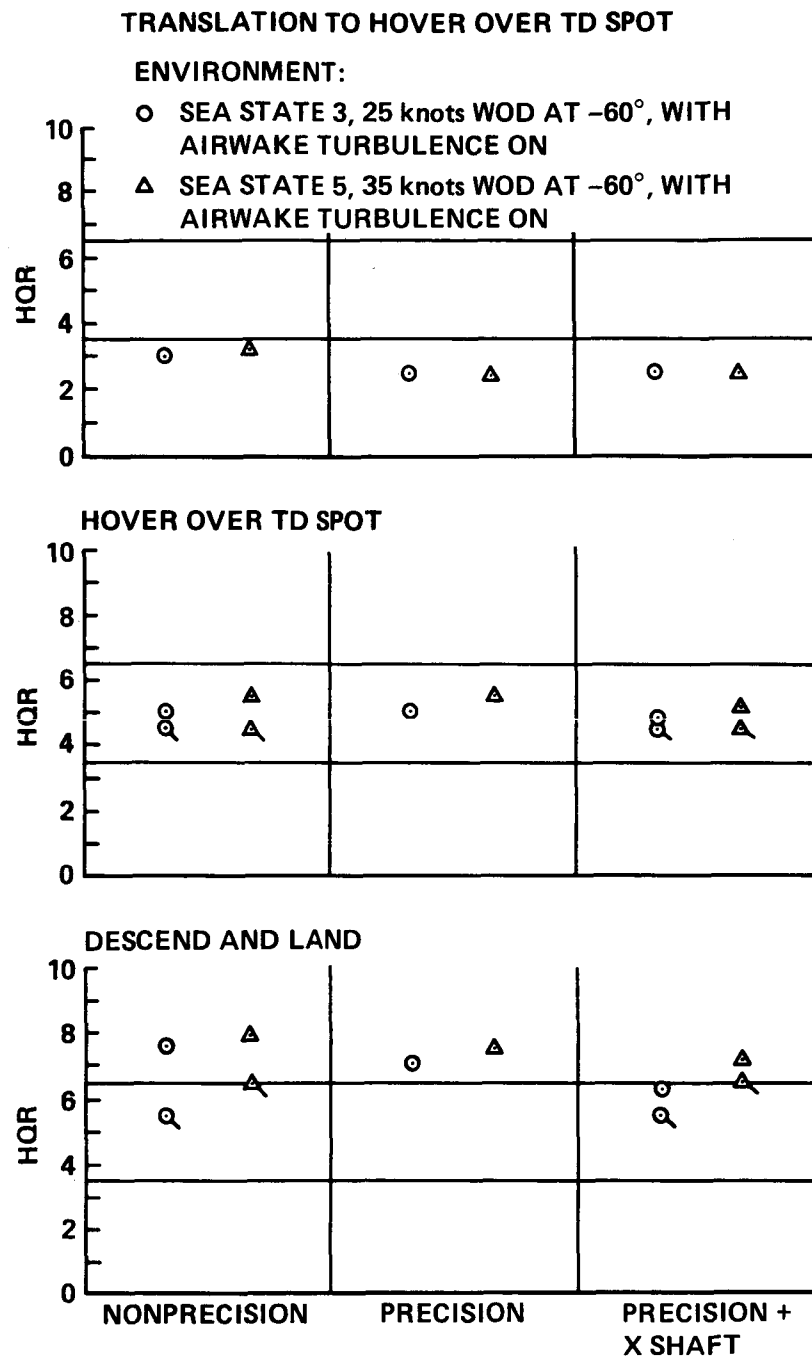 TRANSLATION TO HOVER OVER TD SPOT
ENVIRONMENT:
SEA STATE 3, 25 knots WOD AT –60°, WITH
AIRWAKE TURBULENCE ON
SEA STATE 5, 35 knots WOD AT –60°, WITH
AIRWAKE TURBULENCE ON
10
8
6
4
2
0
HQR
HOVER OVER TD SPOT
10
8
6
4
2
0
HQR
DESCEND AND LAND
10
8
6
4
2
0
HQR
NONPRECISION
PRECISION
PRECISION +
X SHAFT